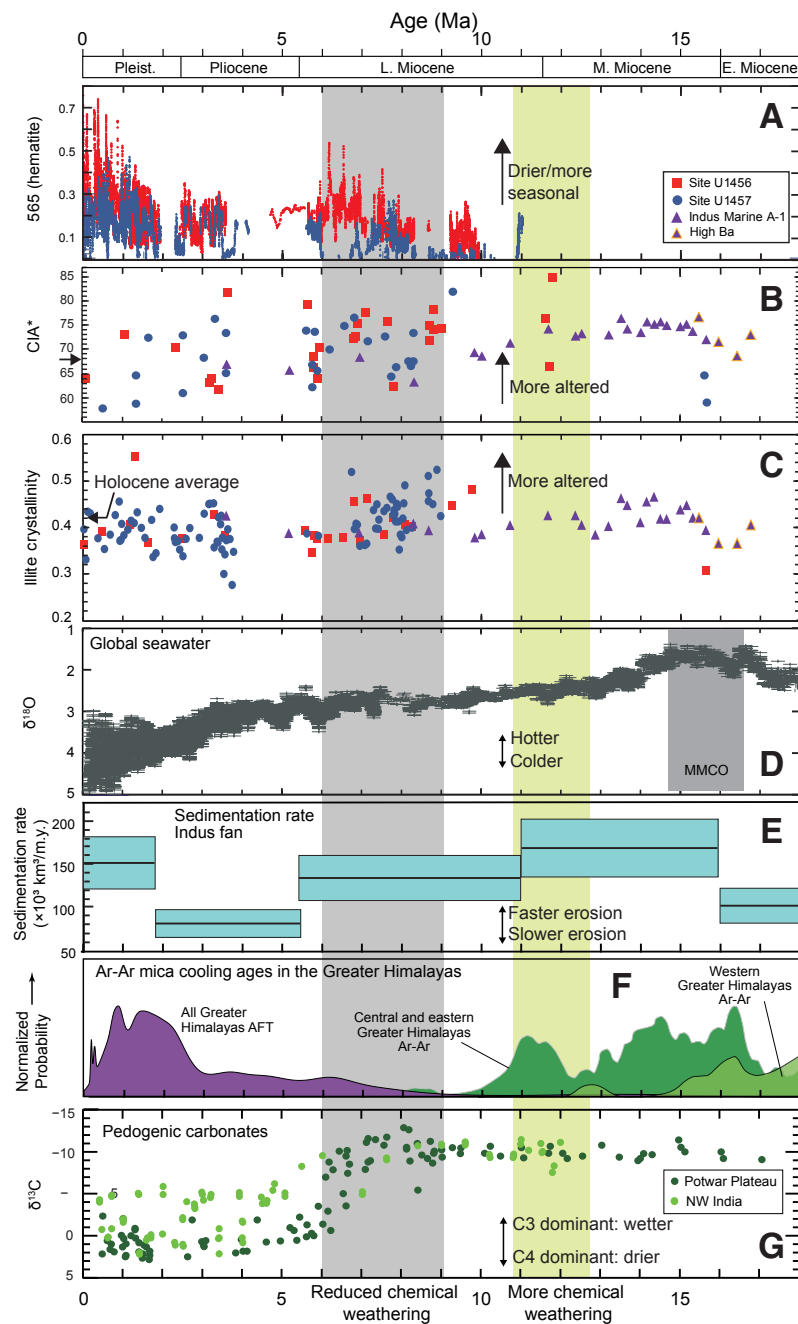 Age (Ma)
0 5 10 15
Pleist. Pliocene L. Miocene M. Miocene E. Miocene
A
565 (hematite)
0.7
0.5
0.3
0.1
Drier/more
seasonal
Site U1456
Site U1457
Indus Marine A-1
High Ba
B
CIA*
85
80
75
70
65
60
More altered
C
Illite crystallinity
0.6
0.5
0.4
0.3
0.2
Holocene average
More altered
D
Global seawater
δ¹⁸O
1
2
3
4
5
Hotter
Colder
MMCO
E
Sedimentation rate
Indus fan
Sedimentation rate
(×10³ km³/m.y.)
200
150
100
50
Faster erosion
Slower erosion
F
Ar-Ar mica cooling ages in the Greater Himalayas
Normalized
Probability
All Greater
Himalayas AFT
Central and eastern
Greater Himalayas
Ar-Ar
Western
Greater Himalayas
Ar-Ar
G
Pedogenic carbonates
δ¹³C
−15
−10
− 5
0
5
Potwar Plateau
NW India
C3 dominant: wetter
C4 dominant: drier
0 5 10 15
Reduced chemical
weathering
More chemical
weathering